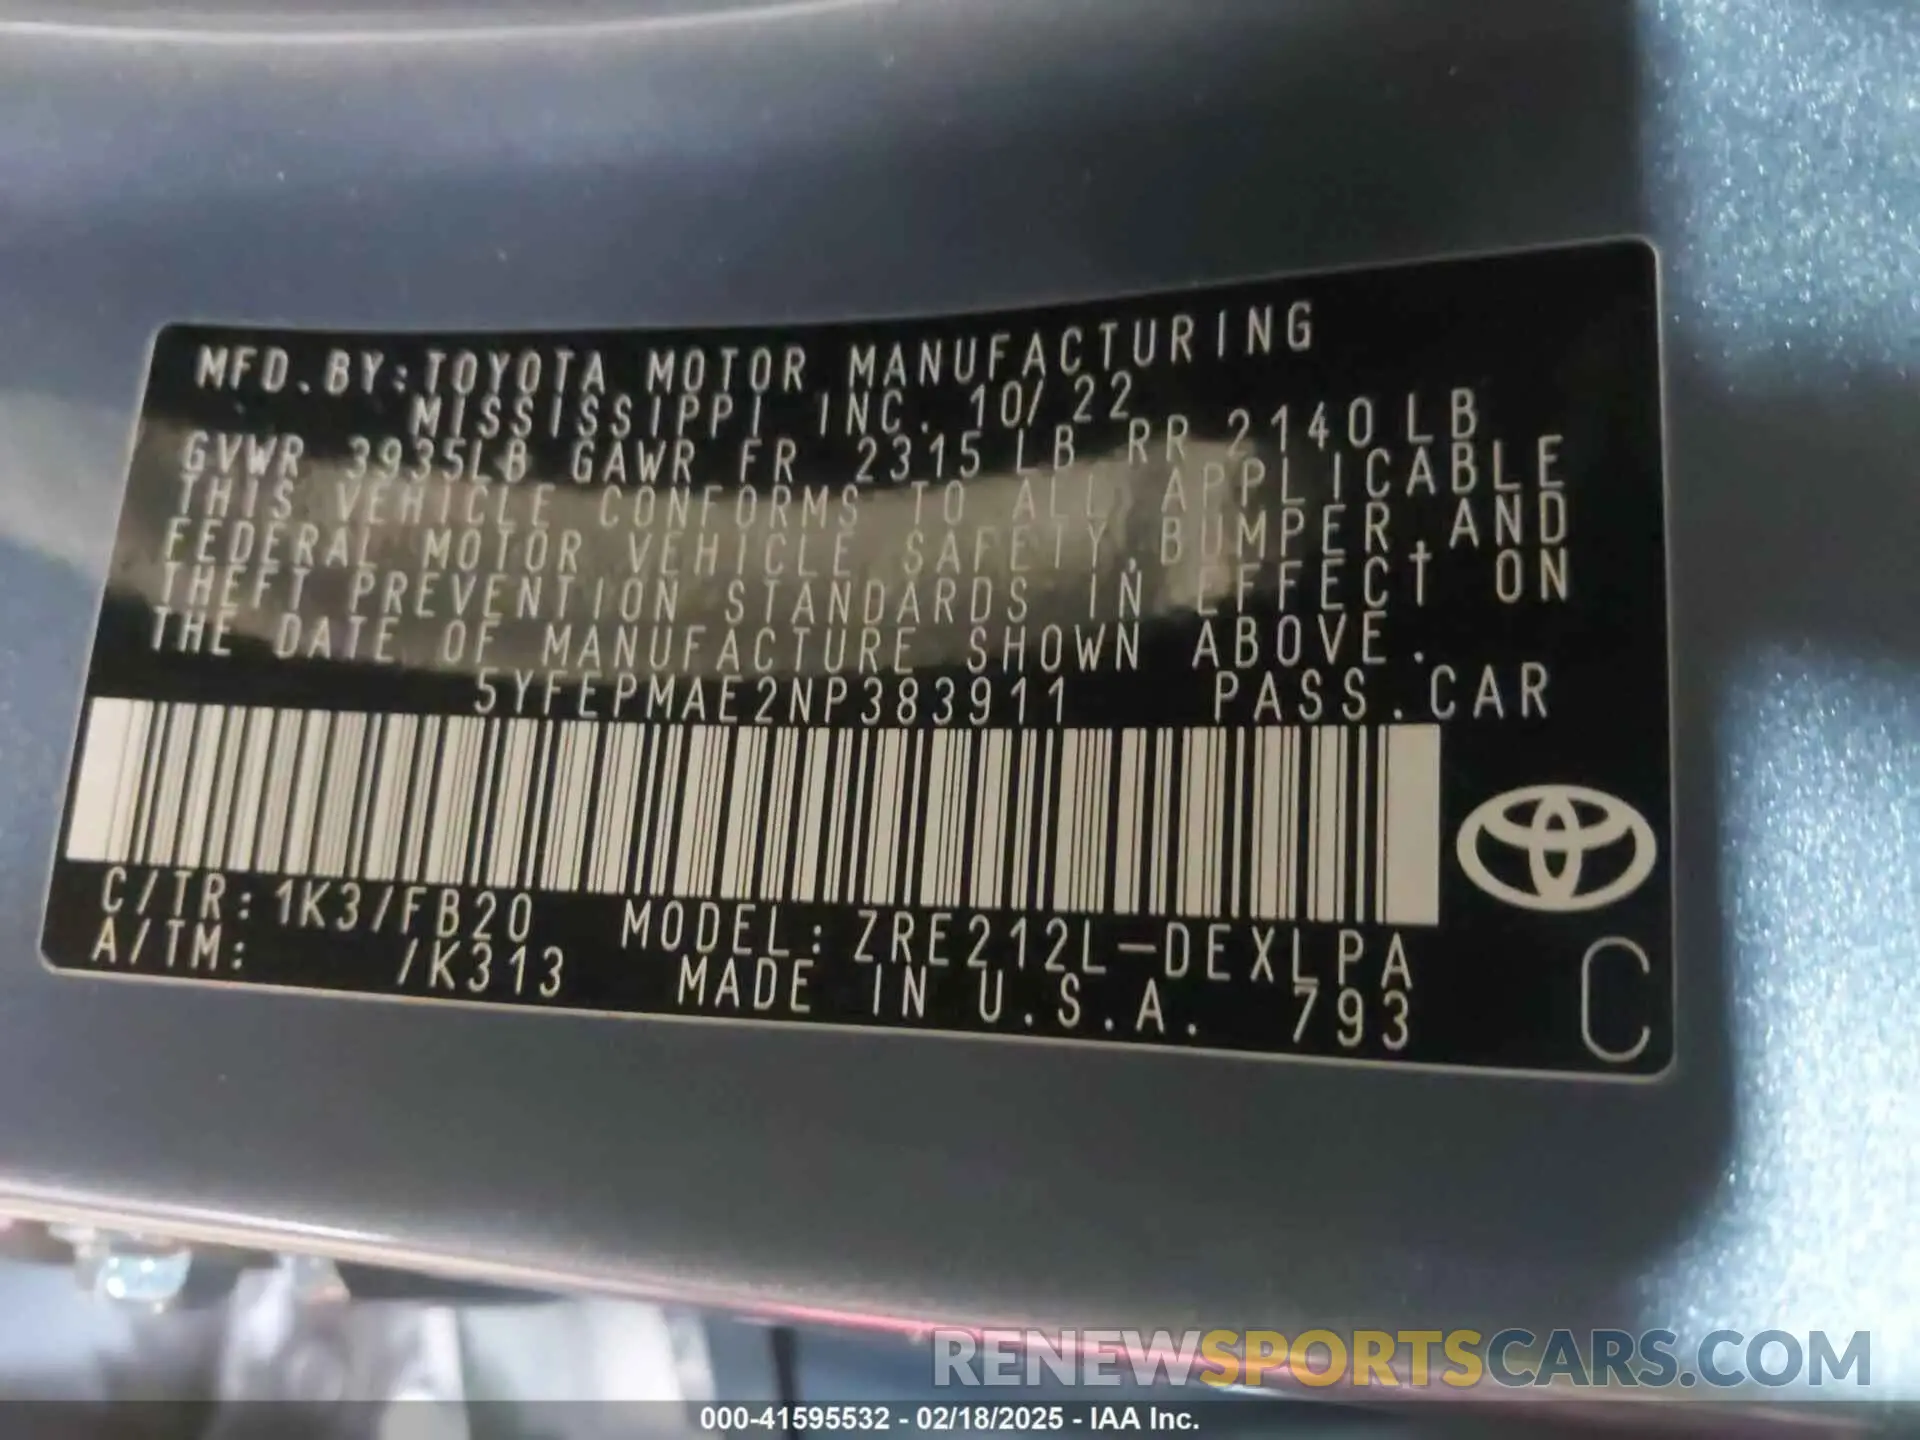 MFD.BY:TOYOTA MOTOR MANUFACTURING
MISSISSIPPI INC. 10/22
GVWR 3935LB GAWR FR 2315 LB RR 2140LB
THIS VEHICLE CONFORMS TO ALL APPLICABLE
FEDERAL MOTOR VEHICLE SAFETY,BUMPER,AND
THEFT PREVENTION STANDARDS IN EFFECT ON
THE DATE OF MANUFACTURE SHOWN ABOVE.
5YFEPMAE2NP383911 PASS.CAR
C/TR:1K3/FB20 MODEL:ZRE212L-DEXLPA
A/TM: /K313 MADE IN U.S.A. 793
C
RENEWSPORTSCARS.COM
000-41595532 - 02/18/2025 - IAA Inc.